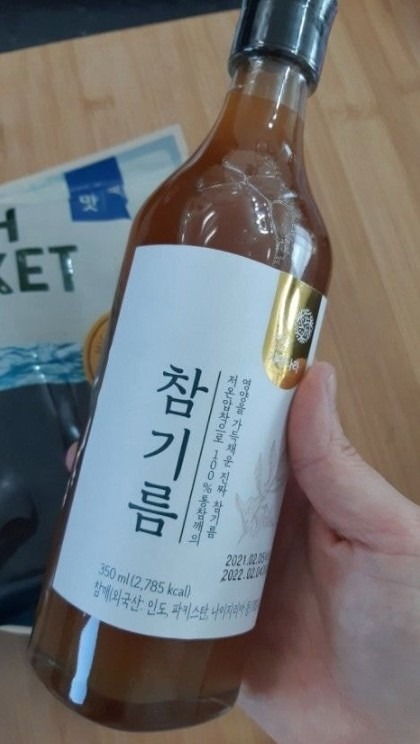 맛
H
KET
참기름
영양을 가득채운 진짜 참기름
저온압착으로 100% 통참깨의
2021.02.05
2022.02.04
350 ml (2,785 kcal)
참깨(외국산: 인도, 파키스탄, 나이지리아 등